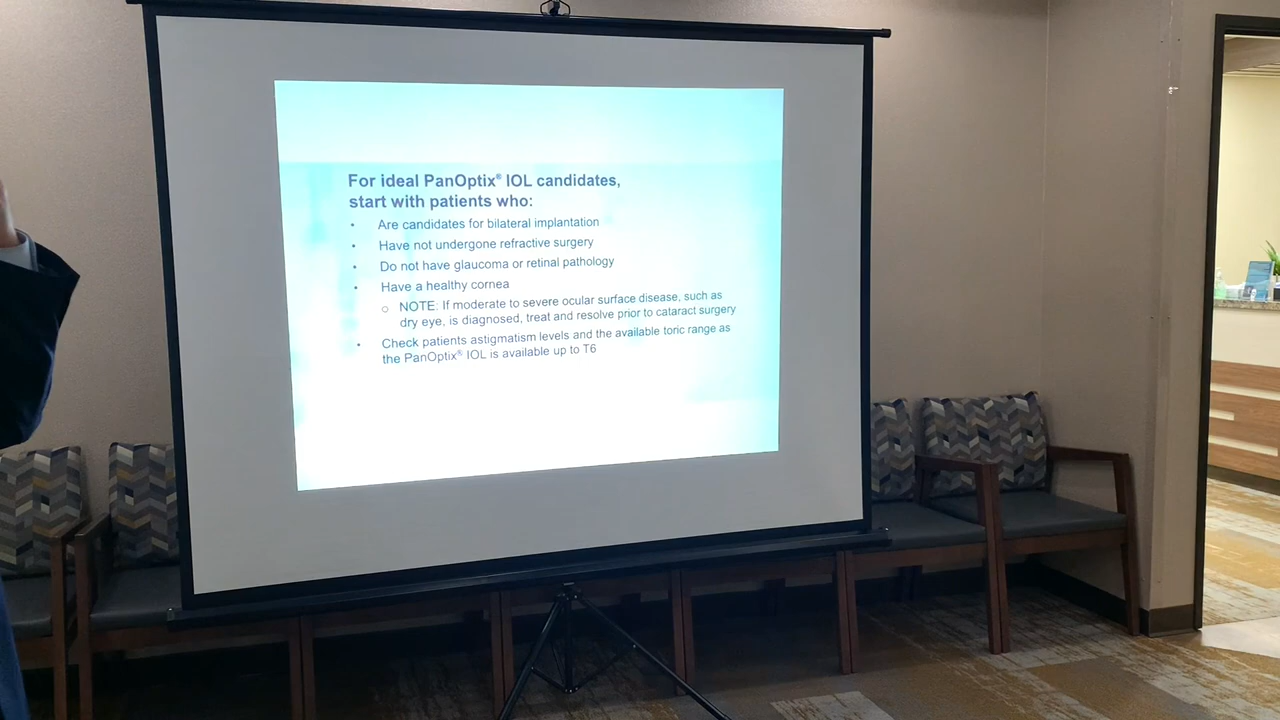 For ideal PanOptix® IOL candidates,
start with patients who:
• Are candidates for bilateral implantation
• Have not undergone refractive surgery
• Do not have glaucoma or retinal pathology
• Have a healthy cornea
○ NOTE: If moderate to severe ocular surface disease, such as
dry eye, is diagnosed, treat and resolve prior to cataract surgery
• Check patients astigmatism levels and the available toric range as
the PanOptix® IOL is available up to T6